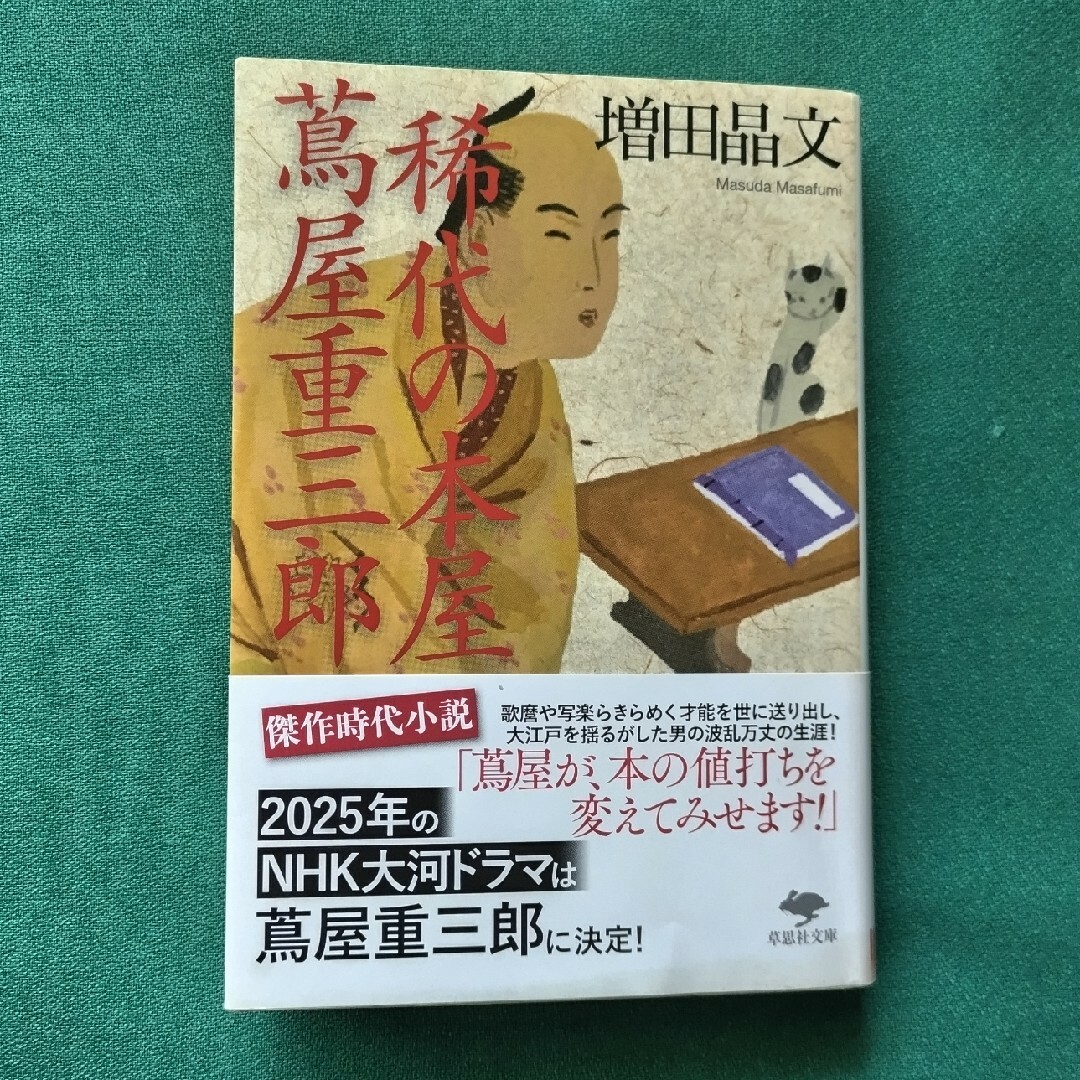 稀代の本屋
蔦屋重三郎
増田晶文
Masuda Masafumi
傑作時代小説
歌麿や写楽らきらめく才能を世に送り出し、
大江戸を揺るがした男の波乱万丈の生涯!
「蔦屋が、本の値打ちを
変えてみせます!」
2025年の
NHK大河ドラマは
蔦屋重三郎に決定!
草思社文庫